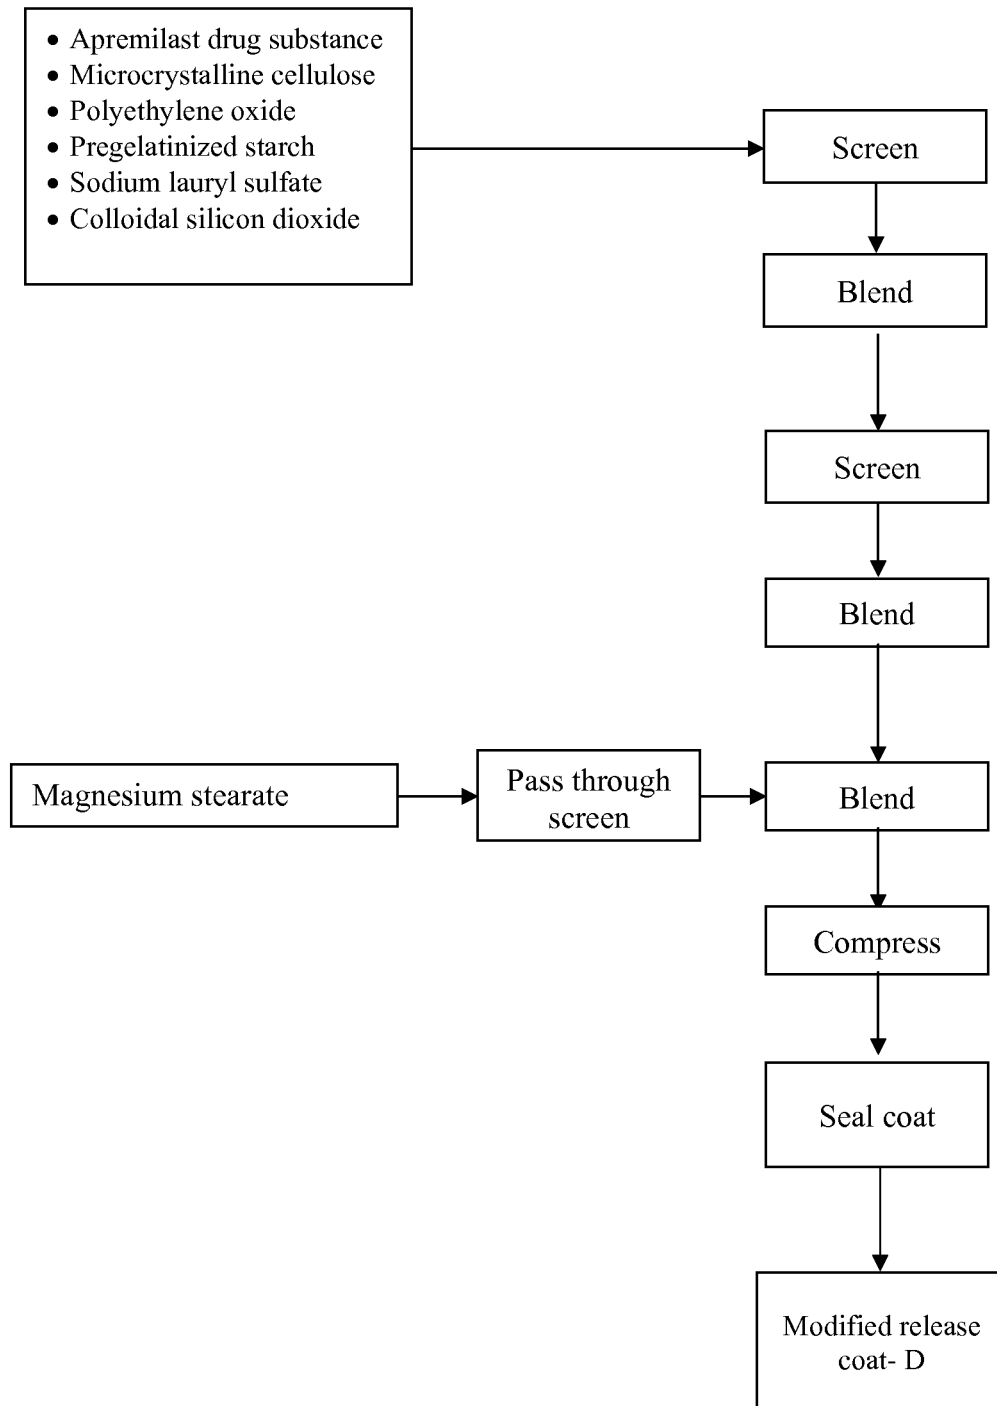 • Apremilast drug substance
• Microcrystalline cellulose
• Polyethylene oxide
• Pregelatinized starch
• Sodium lauryl sulfate
• Colloidal silicon dioxide
Screen
Blend
Screen
Blend
Magnesium stearate
Pass through
screen
Blend
Compress
Seal coat
Modified release
coat- D